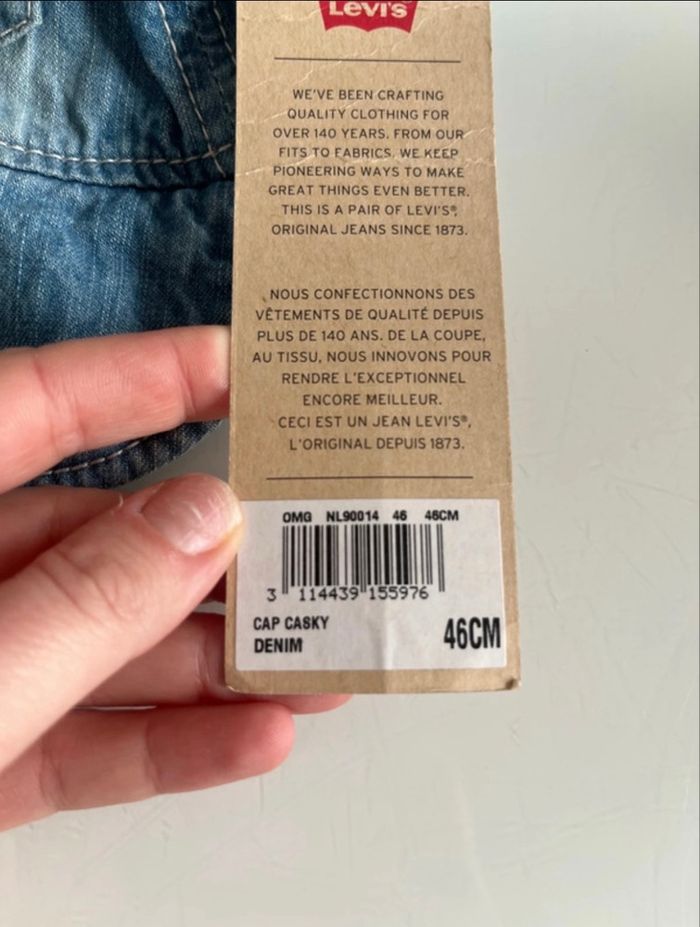 Levi's
WE'VE BEEN CRAFTING
QUALITY CLOTHING FOR
OVER 140 YEARS. FROM OUR
FITS TO FABRICS, WE KEEP
PIONEERING WAYS TO MAKE
GREAT THINGS EVEN BETTER.
THIS IS A PAIR OF LEVI'S®,
ORIGINAL JEANS SINCE 1873.
NOUS CONFECTIONNONS DES
VÊTEMENTS DE QUALITÉ DEPUIS
PLUS DE 140 ANS. DE LA COUPE,
AU TISSU, NOUS INNOVONS POUR
RENDRE L'EXCEPTIONNEL
ENCORE MEILLEUR.
CECI EST UN JEAN LEVI'S®,
L'ORIGINAL DEPUIS 1873.
OMG NL90014 46 46CM
3 114439 155976
CAP CASKY
DENIM
46CM